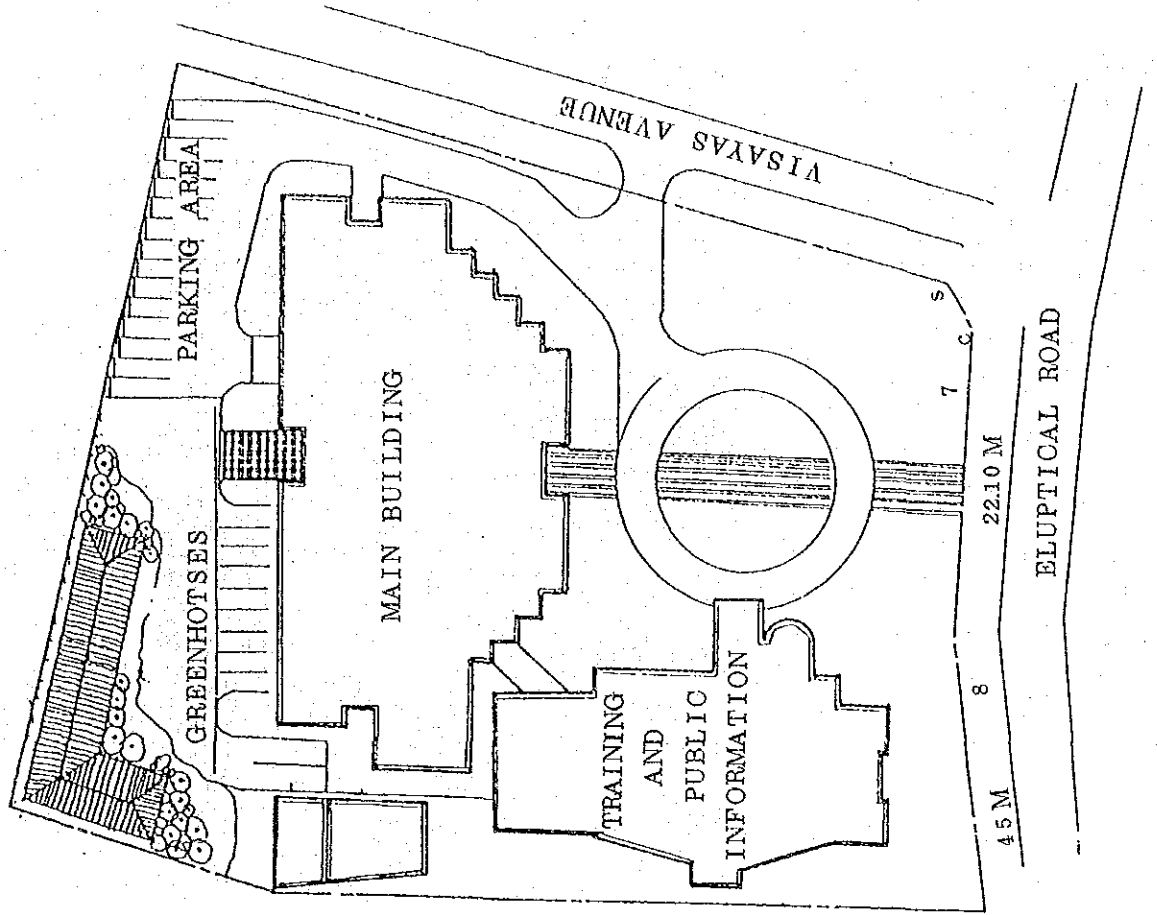 PARKING AREA
VISAYAS AVENUE
GREENHOTSES
MAIN BUILDING
TRAINING
AND
PUBLIC
INFORMATION
S
C
7
22.10 M
8
45 M
ELUPTICAL ROAD